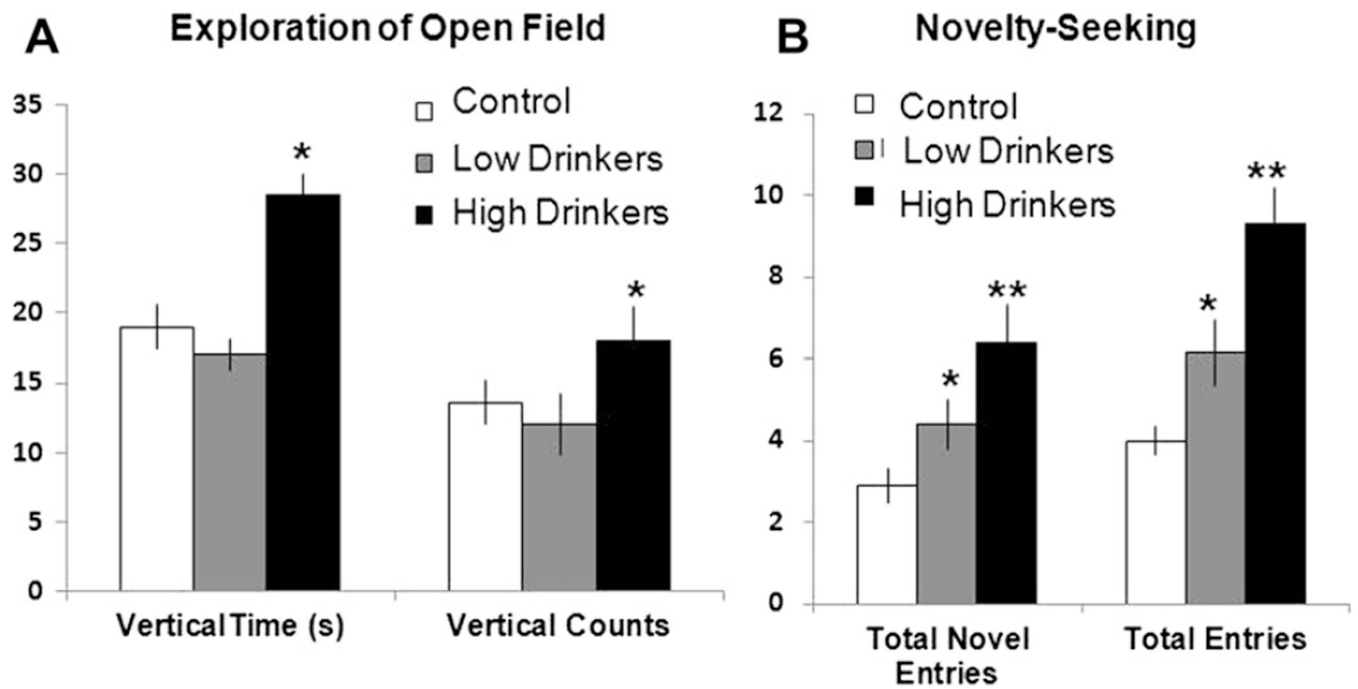 A
Exploration of Open Field
35
30
25
20
15
10
5
0
*
*
Control
Low Drinkers
High Drinkers
Vertical Time (s)
Vertical Counts
B
Novelty-Seeking
12
10
8
6
4
2
0
Control
Low Drinkers
High Drinkers
*
**
*
**
Total Novel
Entries
Total Entries